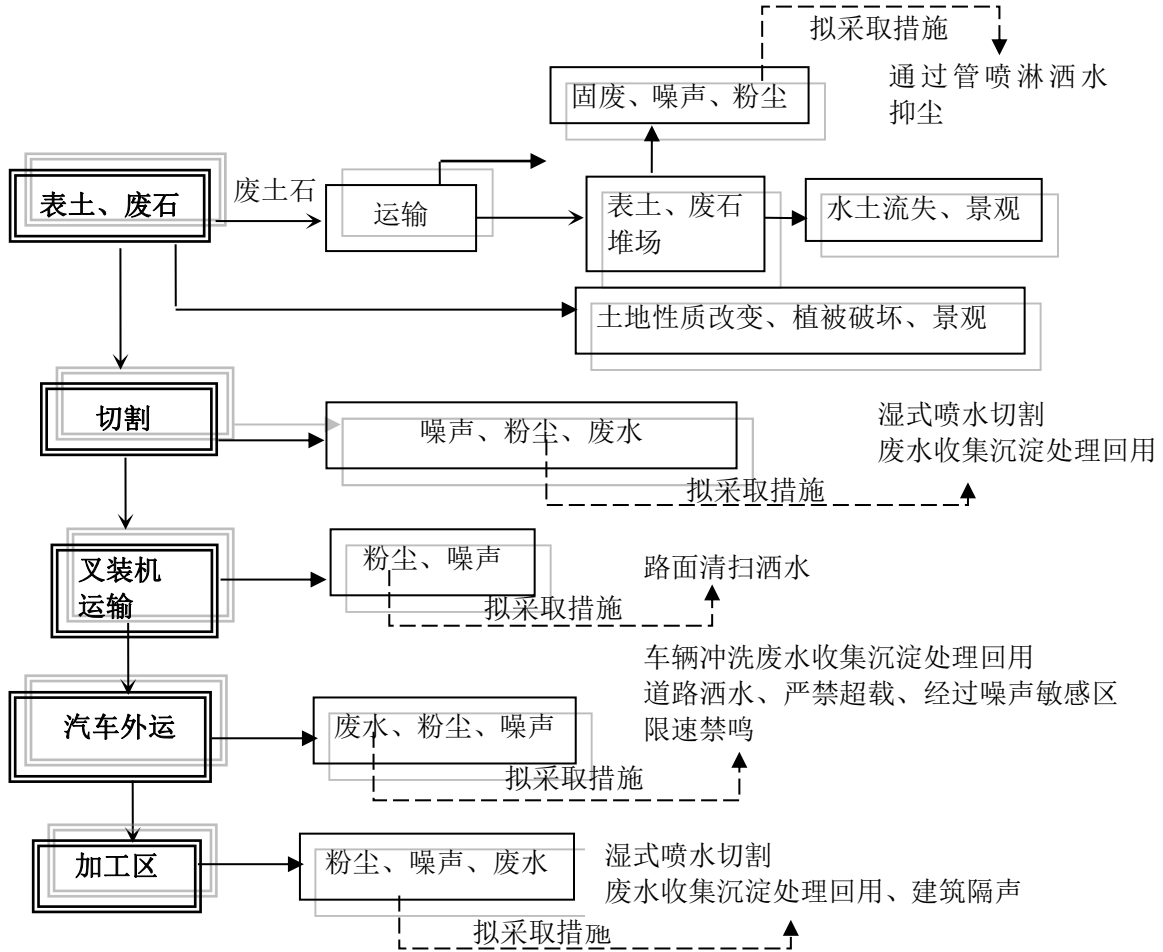 拟采取措施
通过管喷淋洒水
抑尘
固废、噪声、粉尘
表土、废石
废土石
运输
表土、废石
堆场
水土流失、景观
土地性质改变、植被破坏、景观
切割
噪声、粉尘、废水
湿式喷水切割
废水收集沉淀处理回用
拟采取措施
叉装机
运输
粉尘、噪声
路面清扫洒水
拟采取措施
车辆冲洗废水收集沉淀处理回用
道路洒水、严禁超载、经过噪声敏感区
限速禁鸣
汽车外运
废水、粉尘、噪声
拟采取措施
加工区
粉尘、噪声、废水
湿式喷水切割
废水收集沉淀处理回用、建筑隔声
拟采取措施